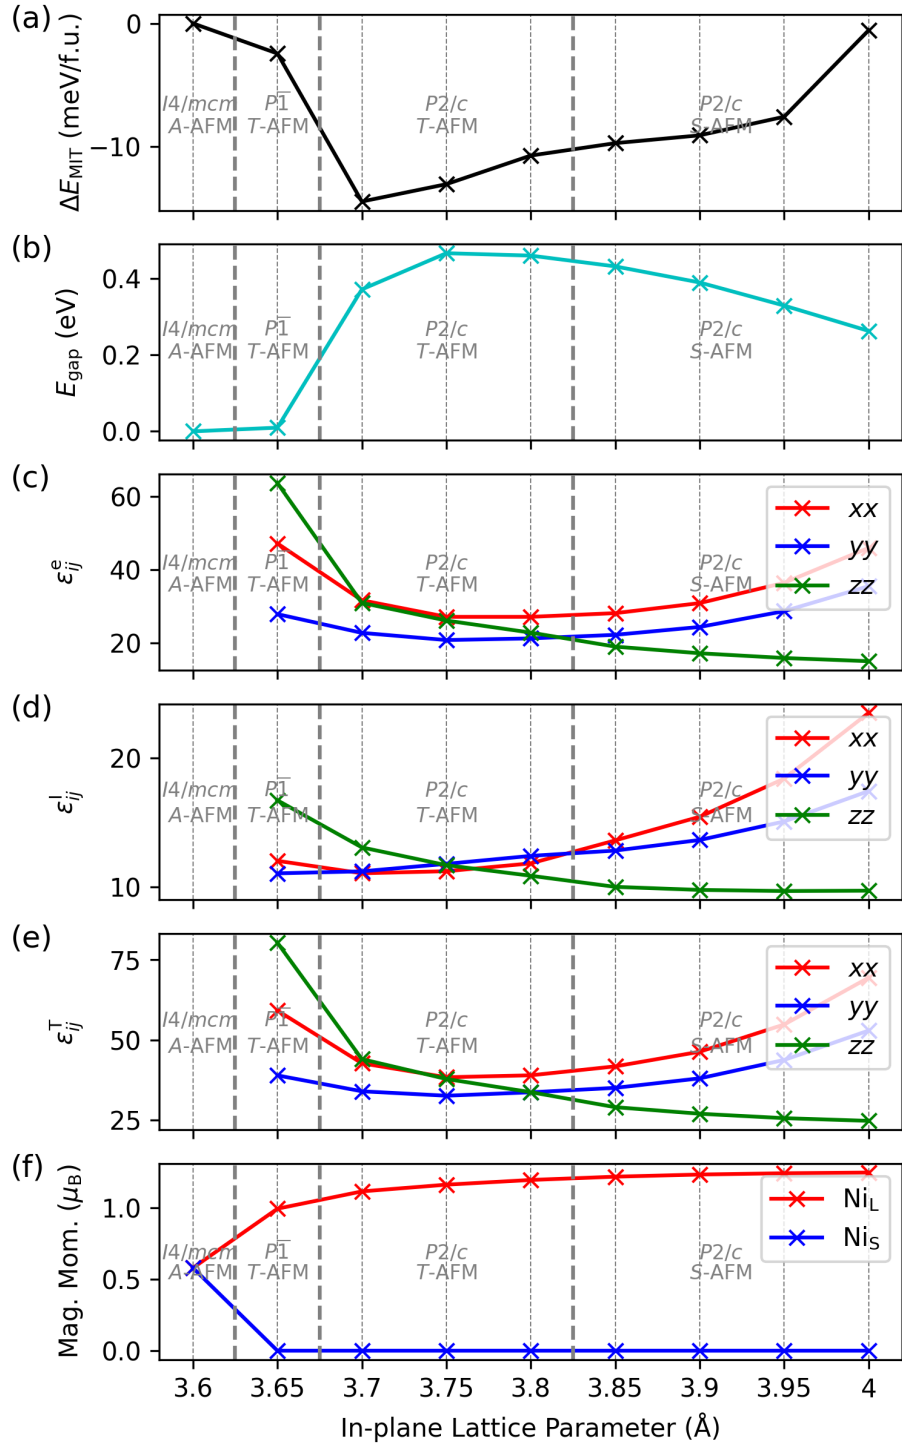 (a)
ΔE_MIT (meV/f.u.)
0
−10
I4/mcm
A-AFM
P1̅
T-AFM
P2/c
T-AFM
P2/c
S-AFM
(b)
E_gap (eV)
0.4
0.2
0.0
I4/mcm
A-AFM
P1̅
T-AFM
P2/c
T-AFM
P2/c
S-AFM
(c)
ε^e_ij
60
40
20
I4/mcm
A-AFM
P1̅
T-AFM
P2/c
T-AFM
P2/c
S-AFM
xx
yy
zz
(d)
ε^I_ij
20
10
I4/mcm
A-AFM
P1̅
T-AFM
P2/c
T-AFM
P2/c
S-AFM
xx
yy
zz
(e)
ε^T_ij
75
50
25
I4/mcm
A-AFM
P1̅
T-AFM
P2/c
T-AFM
P2/c
S-AFM
xx
yy
zz
(f)
Mag. Mom. (μ_B)
1.0
0.5
0.0
I4/mcm
A-AFM
P1̅
T-AFM
P2/c
T-AFM
P2/c
S-AFM
Ni_L
Ni_S
3.6 3.65 3.7 3.75 3.8 3.85 3.9 3.95 4
In-plane Lattice Parameter (Å)